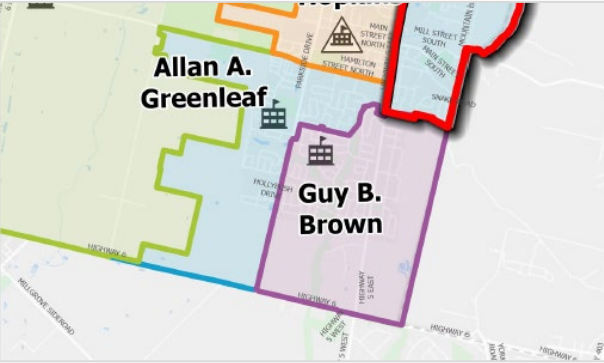 MAIN
STREET
NORTH
HAMILTON
STREET NORTH
PARKSIDE DRIVE
MILL STREET
SOUTH
MAIN STREET
SOUTH
Allan A.
Greenleaf
HOLLYBUSH
DRIVE
Guy B.
Brown
HIGHWAY 6
HIGHWAY
5 EAST
HIGHWAY 6
MILLGROVE SIDEROAD
HIGHWAY
5 WEST
HIGHWAY 6